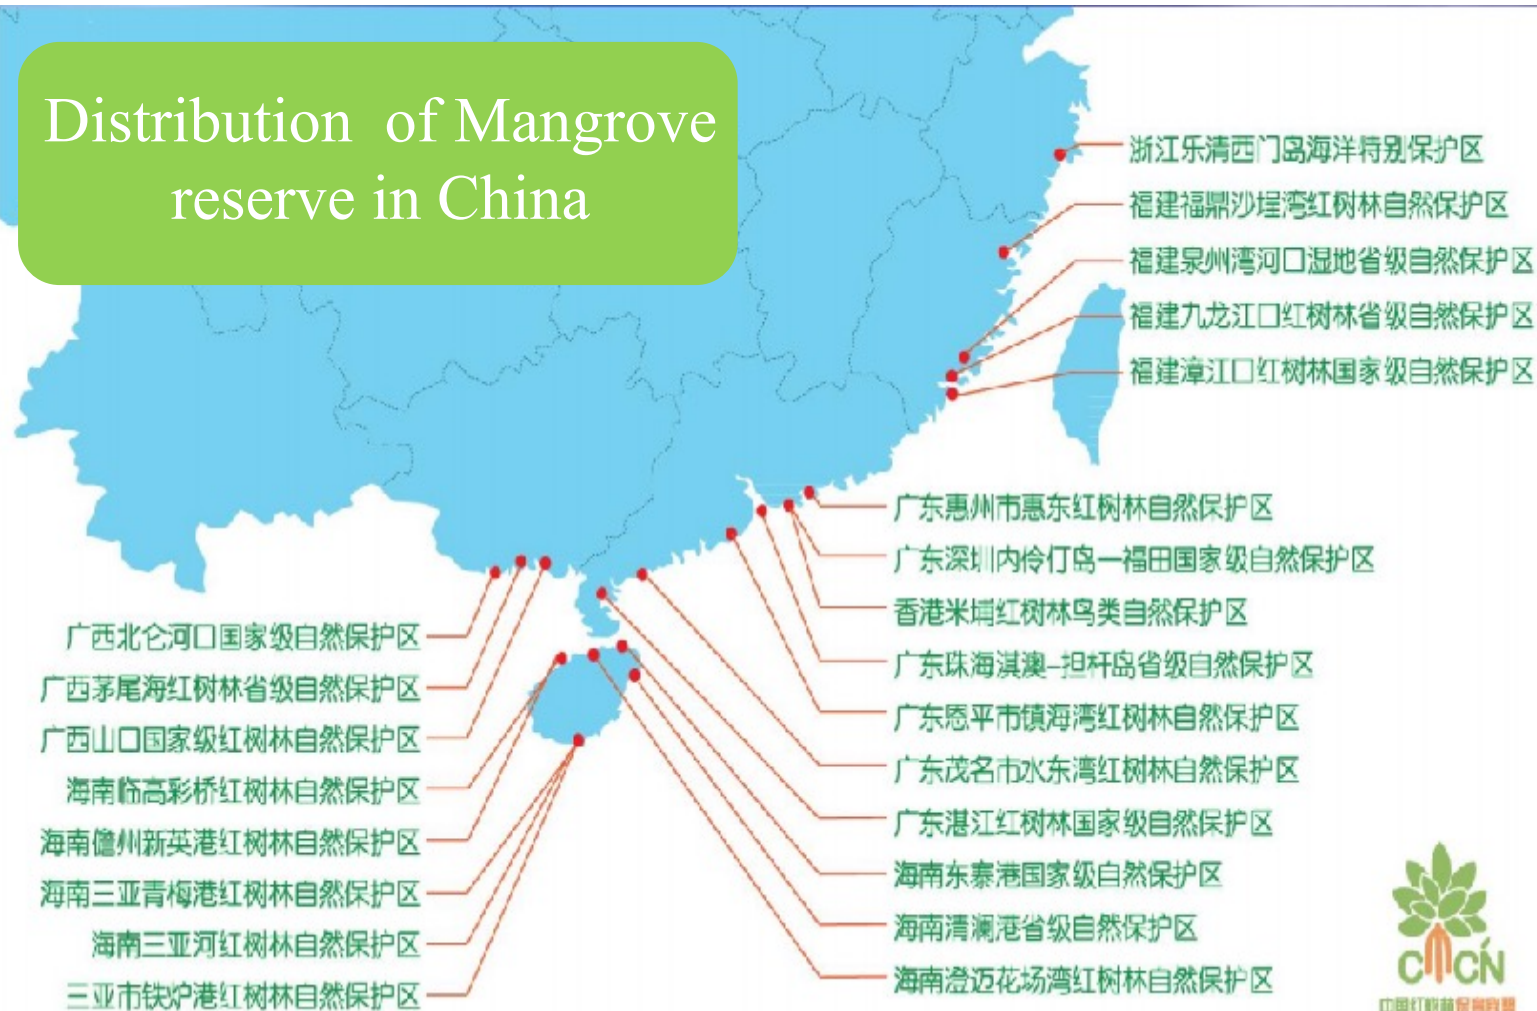 Distribution of Mangrove
reserve in China
浙江乐清西门岛海洋特别保护区
福建福鼎沙埕湾红树林自然保护区
福建泉州湾河口湿地省级自然保护区
福建九龙江口红树林省级自然保护区
福建漳江口红树林国家级自然保护区
广东惠州市惠东红树林自然保护区
广东深圳内伶仃岛—福田国家级自然保护区
香港米埔红树林鸟类自然保护区
广东珠海淇澳-担杆岛省级自然保护区
广东恩平市镇海湾红树林自然保护区
广东茂名市水东湾红树林自然保护区
广东湛江红树林国家级自然保护区
海南东寨港国家级自然保护区
海南清澜港省级自然保护区
海南澄迈花场湾红树林自然保护区
广西北仑河口国家级自然保护区
广西茅尾海红树林省级自然保护区
广西山口国家级红树林自然保护区
海南临高彩桥红树林自然保护区
海南儋州新英港红树林自然保护区
海南三亚青梅港红树林自然保护区
海南三亚河红树林自然保护区
三亚市铁炉港红树林自然保护区
CMCN